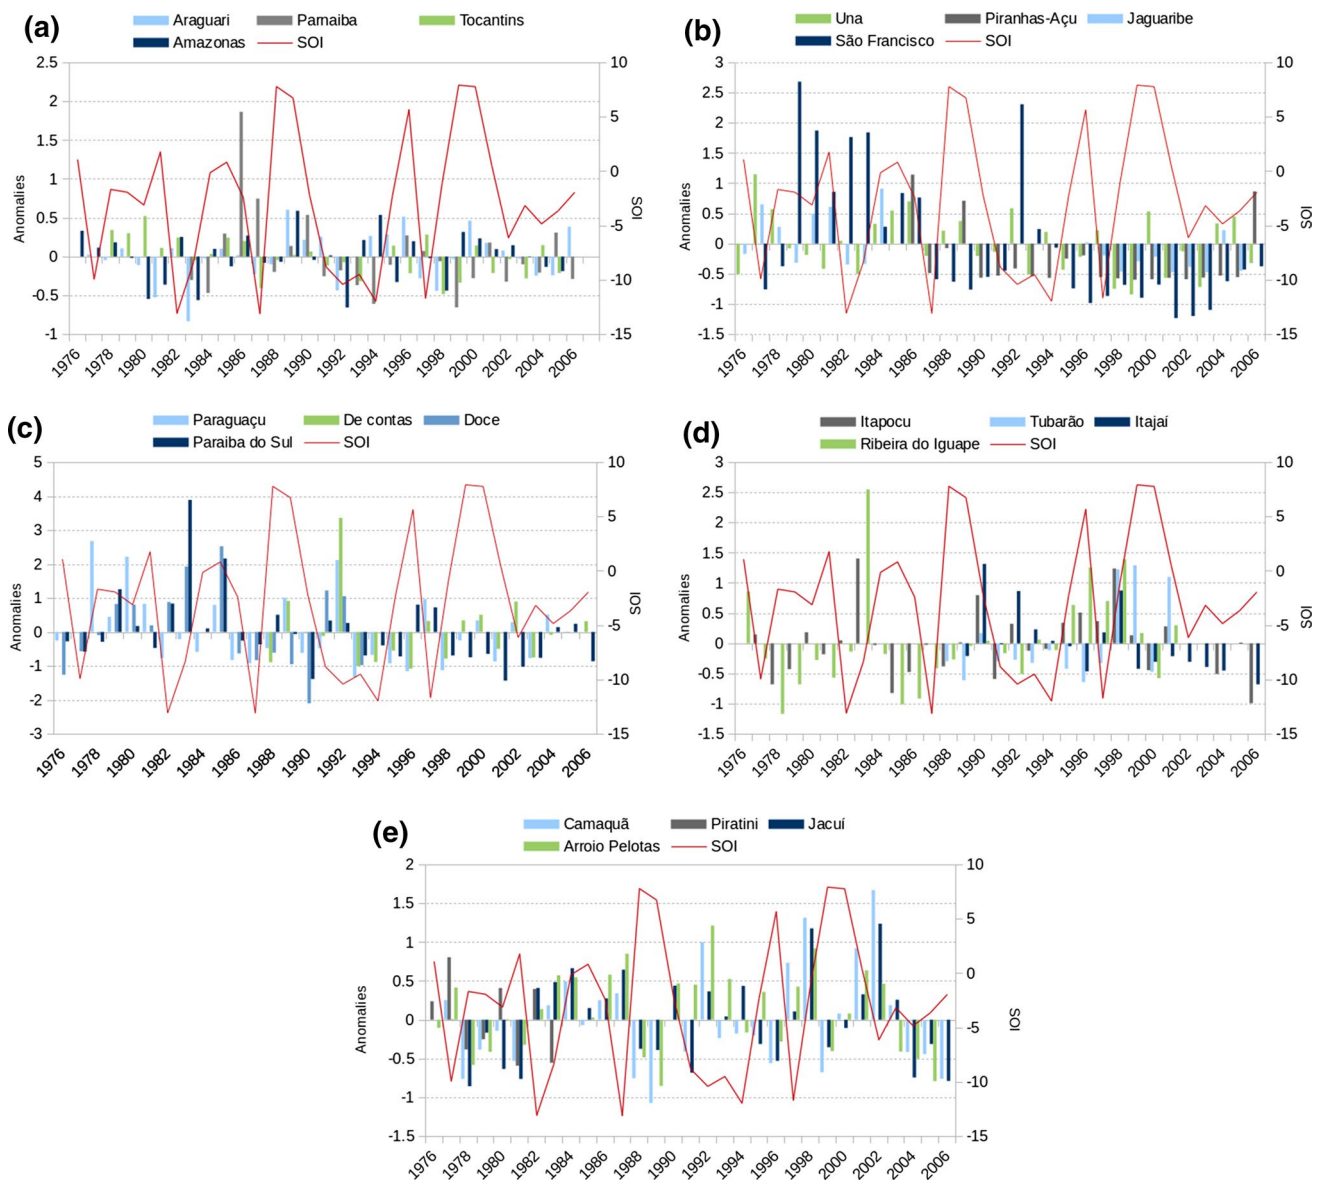 (a)
Araguari Parnaiba Tocantins
Amazonas SOI
2.5 2 1.5 1 0.5 0 -0.5 -1
Anomalies
10 5 0 -5 -10 -15
SOI
1976 1978 1980 1982 1984 1986 1988 1990 1992 1994 1996 1998 2000 2002 2004 2006
(b)
Una Piranhas-Açu Jaguaribe
São Francisco SOI
3 2.5 2 1.5 1 0.5 0 -0.5 -1 -1.5
Anomalies
10 5 0 -5 -10 -15
SOI
1976 1978 1980 1982 1984 1986 1988 1990 1992 1994 1996 1998 2000 2002 2004 2006
(c)
Paraguaçu De contas Doce
Paraiba do Sul SOI
5 4 3 2 1 0 -1 -2 -3
Anomalies
10 5 0 -5 -10 -15
SOI
1976 1978 1980 1982 1984 1986 1988 1990 1992 1994 1996 1998 2000 2002 2004 2006
(d)
Itapocu Tubarão Itajaí
Ribeira do Iguape SOI
3 2.5 2 1.5 1 0.5 0 -0.5 -1 -1.5
Anomalies
10 5 0 -5 -10 -15
SOI
1976 1978 1980 1982 1984 1986 1988 1990 1992 1994 1996 1998 2000 2002 2004 2006
(e)
Camaquã Piratini Jacuí
Arroio Pelotas SOI
2 1.5 1 0.5 0 -0.5 -1 -1.5
Anomalies
10 5 0 -5 -10 -15
SOI
1976 1978 1980 1982 1984 1986 1988 1990 1992 1994 1996 1998 2000 2002 2004 2006